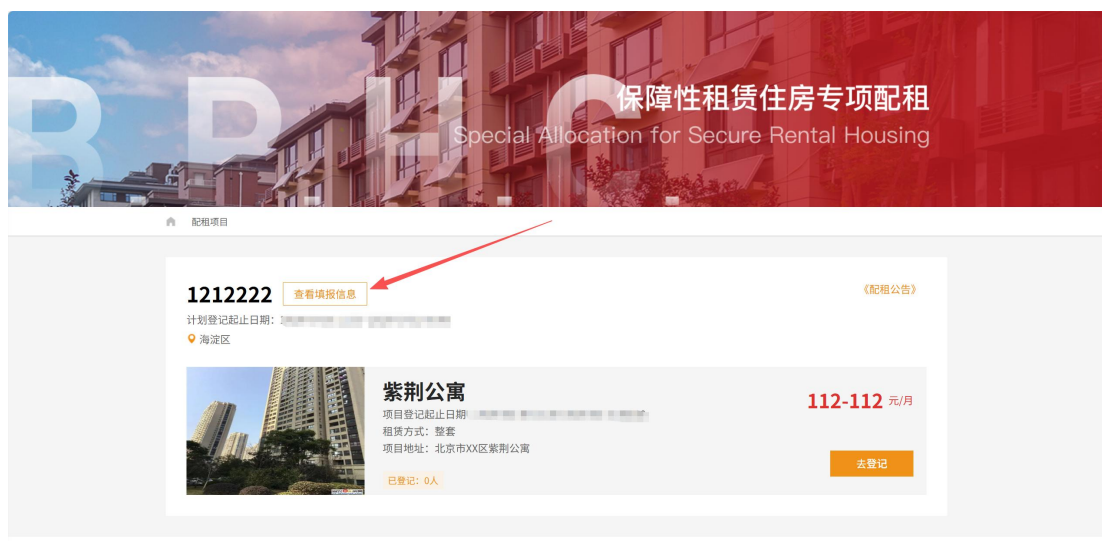 BPHC
保障性租赁住房专项配租
Special Allocation for Secure Rental Housing
配租项目
1212222
查看填报信息
《配租公告》
计划登记起止日期：
海淀区
紫荆公寓
112-112 元/月
项目登记起止日期
租赁方式：整套
项目地址：北京市XX区紫荆公寓
去登记
已登记：0人